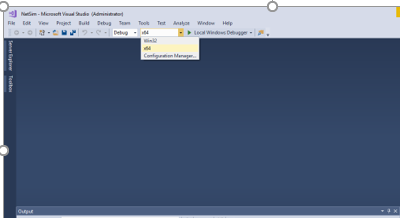 NetSim - Microsoft Visual Studio (Administrator)
File Edit View Project Build Debug Team Tools Test Analyze Window Help
Debug x64 Local Windows Debugger
Win32
x64
Configuration Manager...
Server Explorer
Toolbox
Output